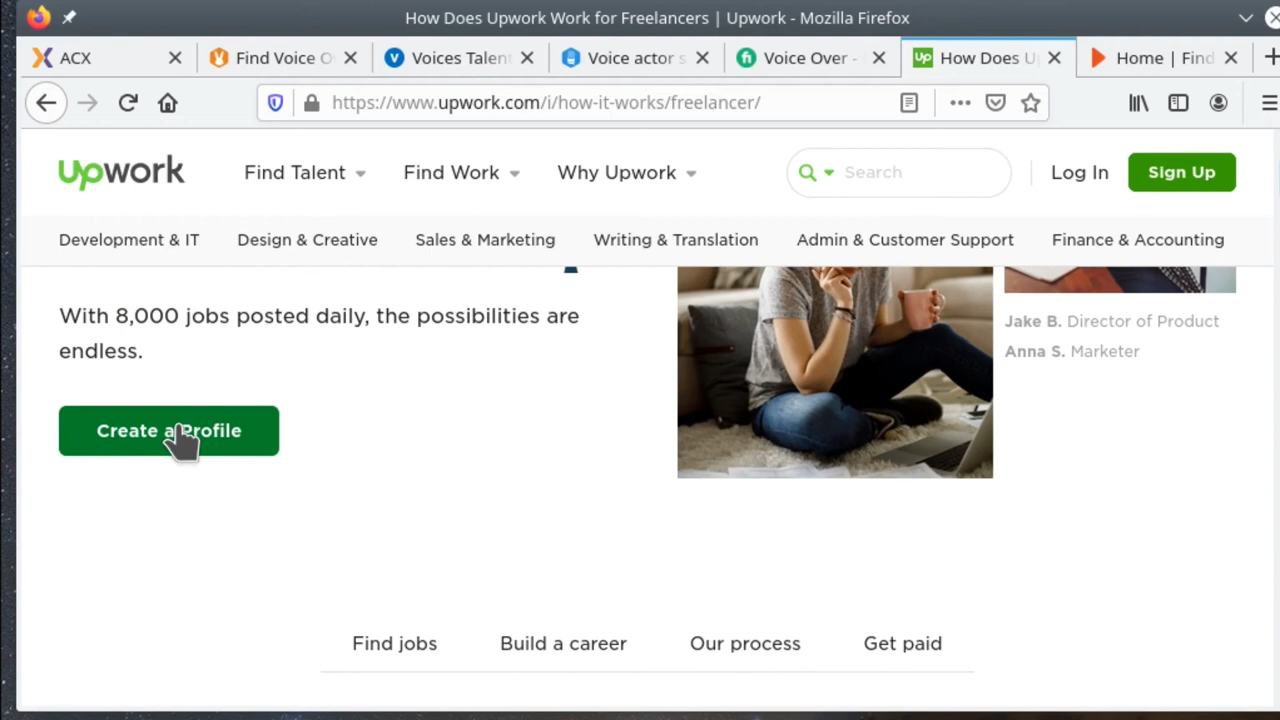 How Does Upwork Work for Freelancers | Upwork - Mozilla Firefox
ACX
Find Voice O
Voices Talent
Voice actor s
Voice Over -
How Does U
Home | Find
https://www.upwork.com/i/how-it-works/freelancer/
upwork
Find Talent
Find Work
Why Upwork
Search
Log In
Sign Up
Development & IT
Design & Creative
Sales & Marketing
Writing & Translation
Admin & Customer Support
Finance & Accounting
With 8,000 jobs posted daily, the possibilities are
endless.
Jake B. Director of Product
Anna S. Marketer
Create a Profile
Find jobs
Build a career
Our process
Get paid